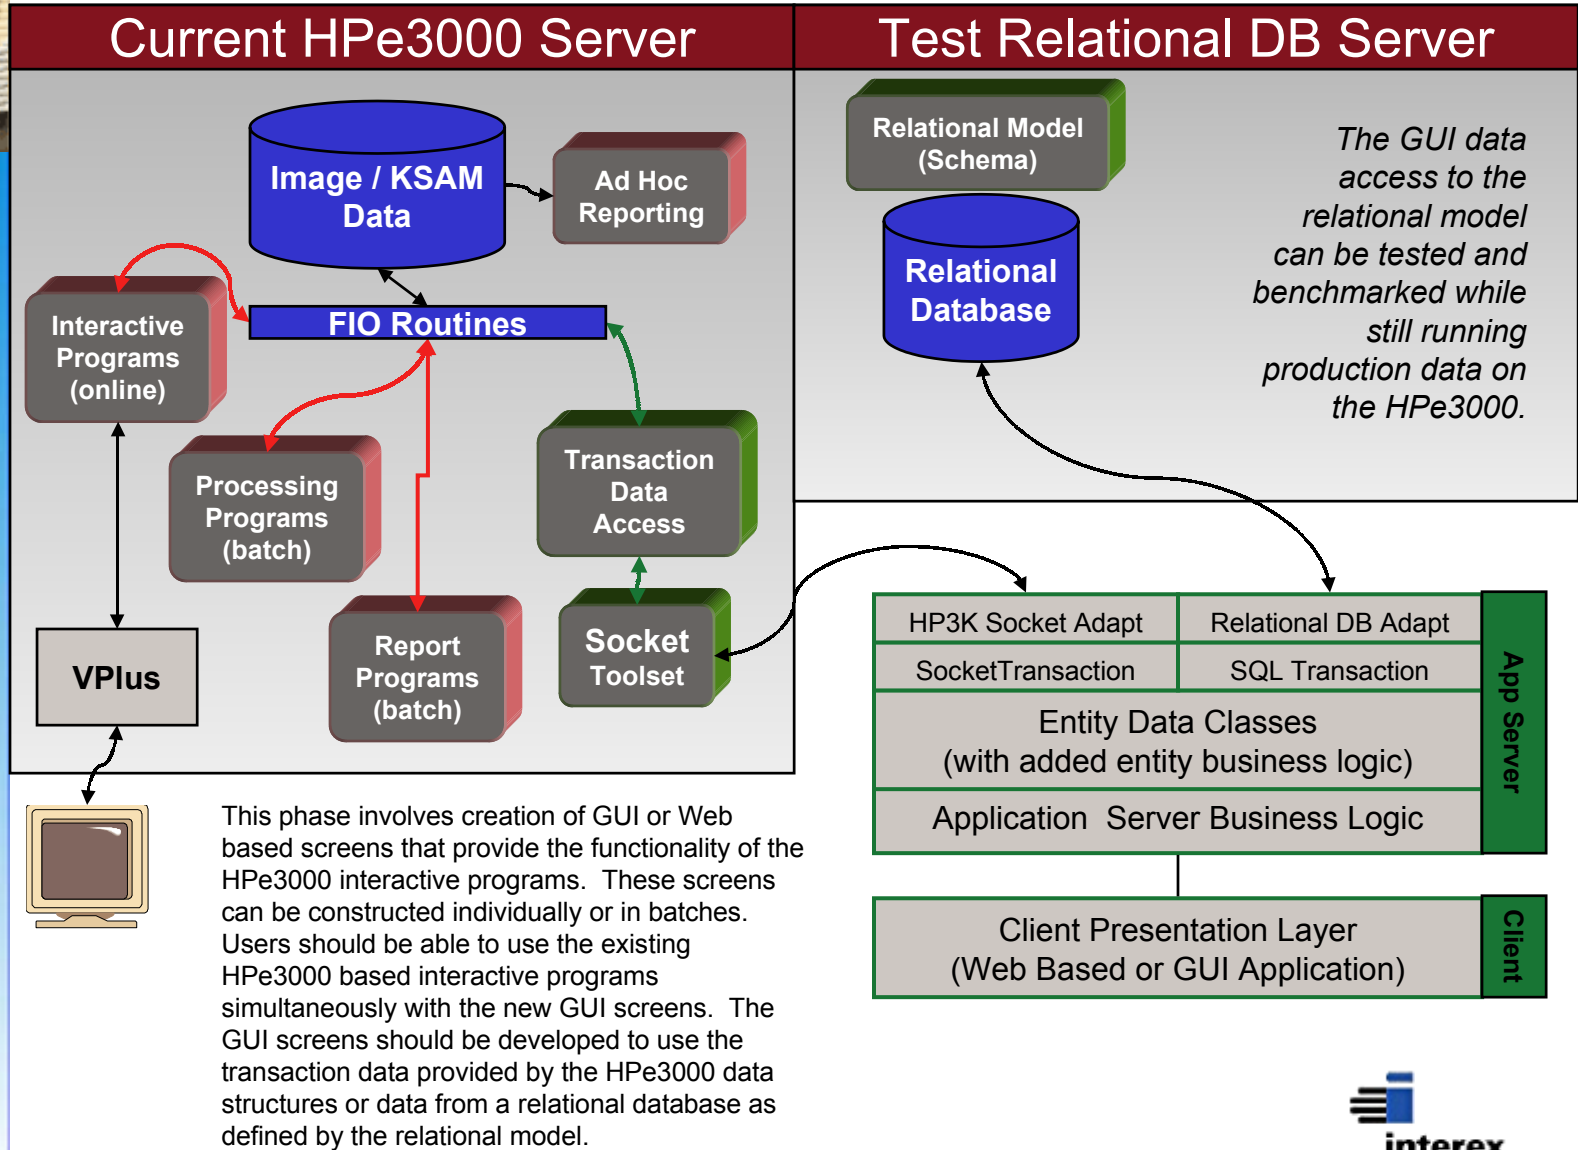 Current HPe3000 Server
Test Relational DB Server
Image / KSAM
Data
Ad Hoc
Reporting
Relational Model
(Schema)
Relational
Database
The GUI data
access to the
relational model
can be tested and
benchmarked while
still running
production data on
the HPe3000.
FIO Routines
Interactive
Programs
(online)
Processing
Programs
(batch)
Report
Programs
(batch)
Transaction
Data
Access
Socket
Toolset
VPlus
HP3K Socket Adapt
Relational DB Adapt
SocketTransaction
SQL Transaction
Entity Data Classes
(with added entity business logic)
Application Server Business Logic
App Server
Client Presentation Layer
(Web Based or GUI Application)
Client
This phase involves creation of GUI or Web
based screens that provide the functionality of the
HPe3000 interactive programs. These screens
can be constructed individually or in batches.
Users should be able to use the existing
HPe3000 based interactive programs
simultaneously with the new GUI screens. The
GUI screens should be developed to use the
transaction data provided by the HPe3000 data
structures or data from a relational database as
defined by the relational model.
interex